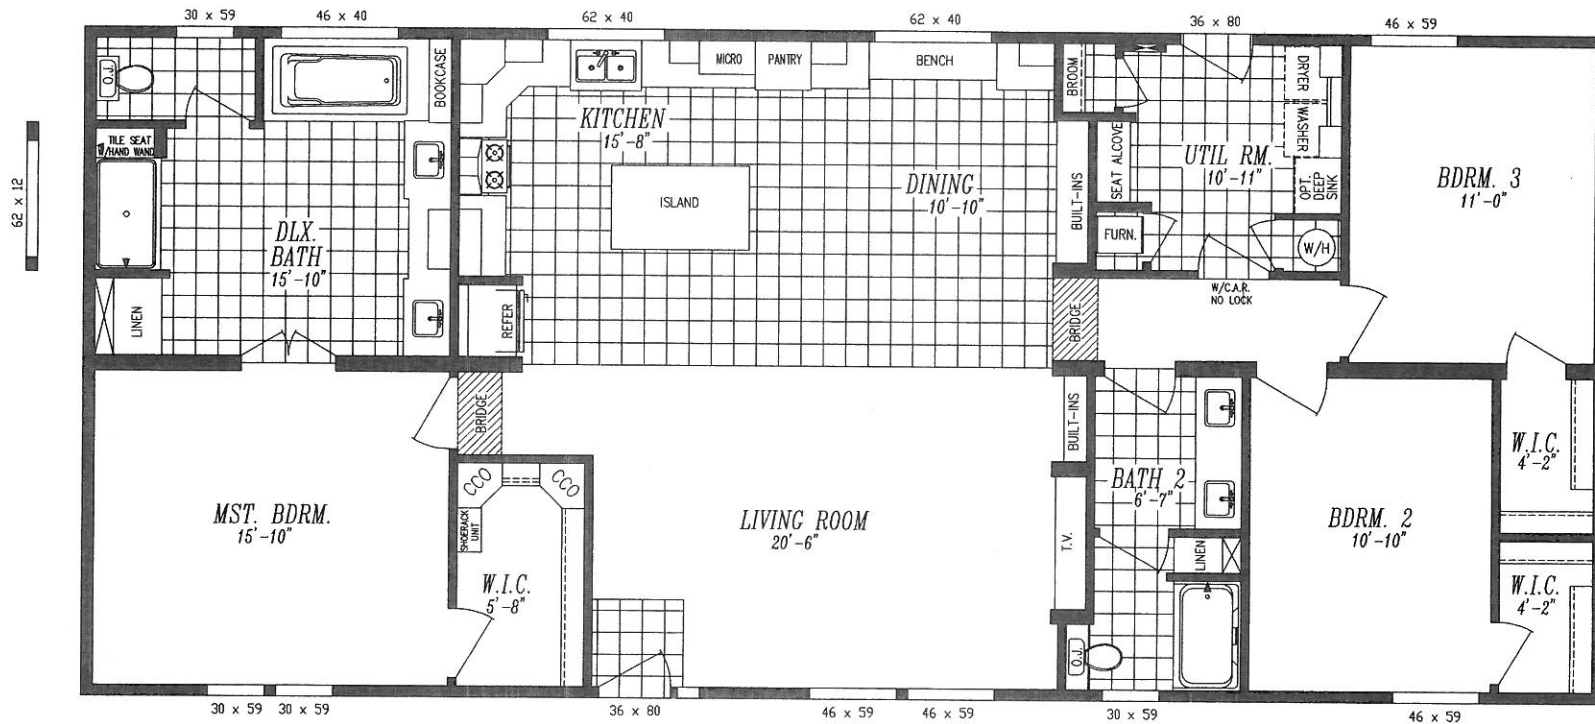 30 x 59
46 x 40
62 x 40
62 x 40
36 x 80
46 x 59
62 x 12
O.J.
BOOKCASE
TILE SEAT
W/HAND WAND
DLX.
BATH
15'-10"
LINEN
KITCHEN
15'-8"
MICRO
PANTRY
BENCH
ISLAND
DINING
10'-10"
REFER
BUILT-INS
BROOM
SEAT ALCOVE
UTIL RM.
10'-11"
DRYER
WASHER
OPT.
DEEP
SINK
FURN.
W/H
W/C.A.R.
NO LOCK
BRIDGE
BDRM. 3
11'-0"
MST. BDRM.
15'-10"
BRIDGE
CCO
CCO
SHOERACK
UNIT
W.I.C.
5'-8"
LIVING ROOM
20'-6"
BUILT-INS
T.V.
BATH 2
6'-7"
LINEN
O.J.
BDRM. 2
10'-10"
W.I.C.
4'-2"
W.I.C.
4'-2"
30 x 59
30 x 59
36 x 80
46 x 59
46 x 59
30 x 59
46 x 59